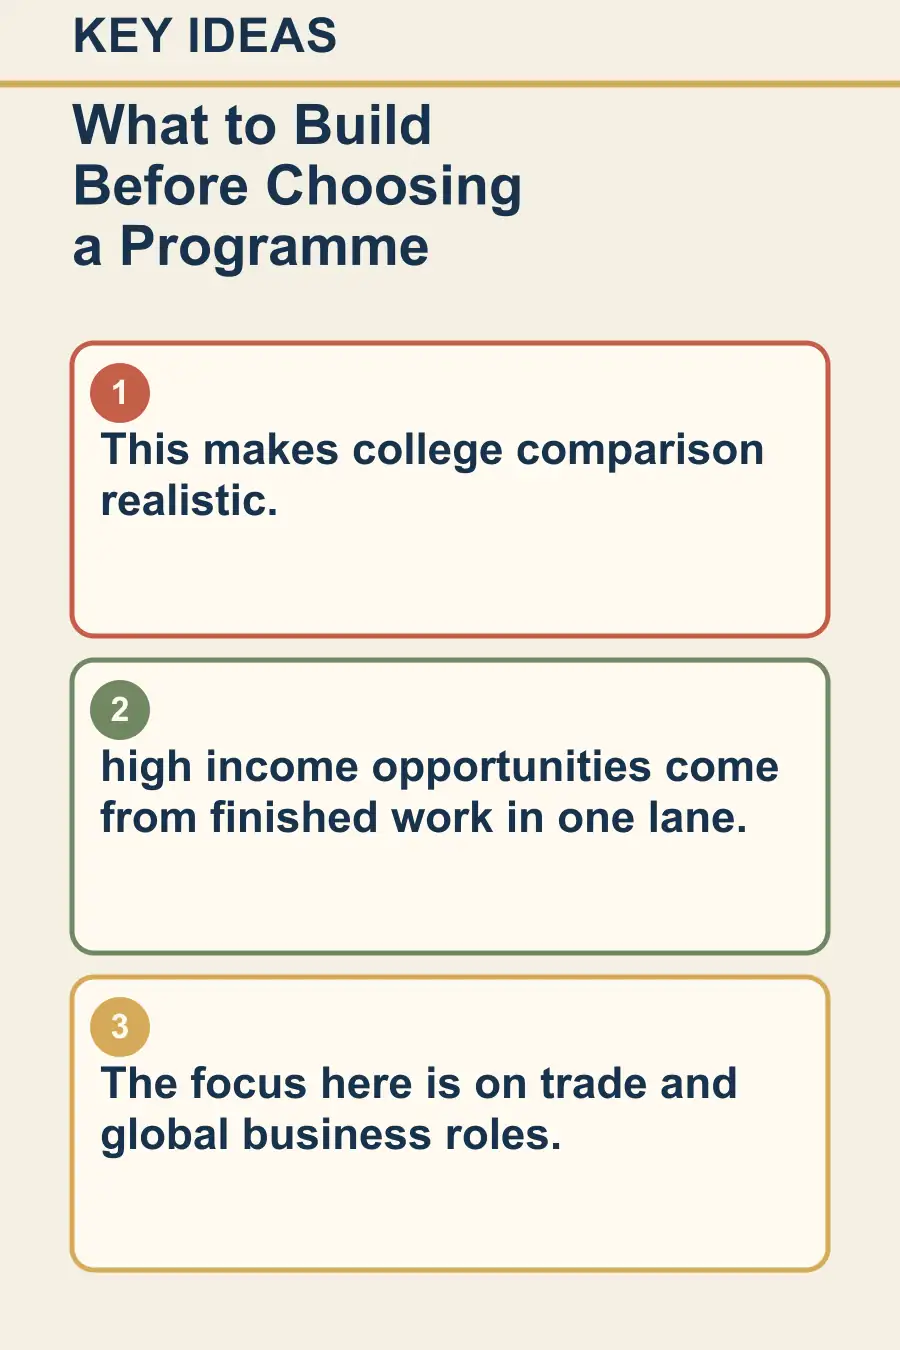 KEY IDEAS
What to Build
Before Choosing
a Programme
1
This makes college comparison
realistic.
2
high income opportunities come
from finished work in one lane.
3
The focus here is on trade and
global business roles.